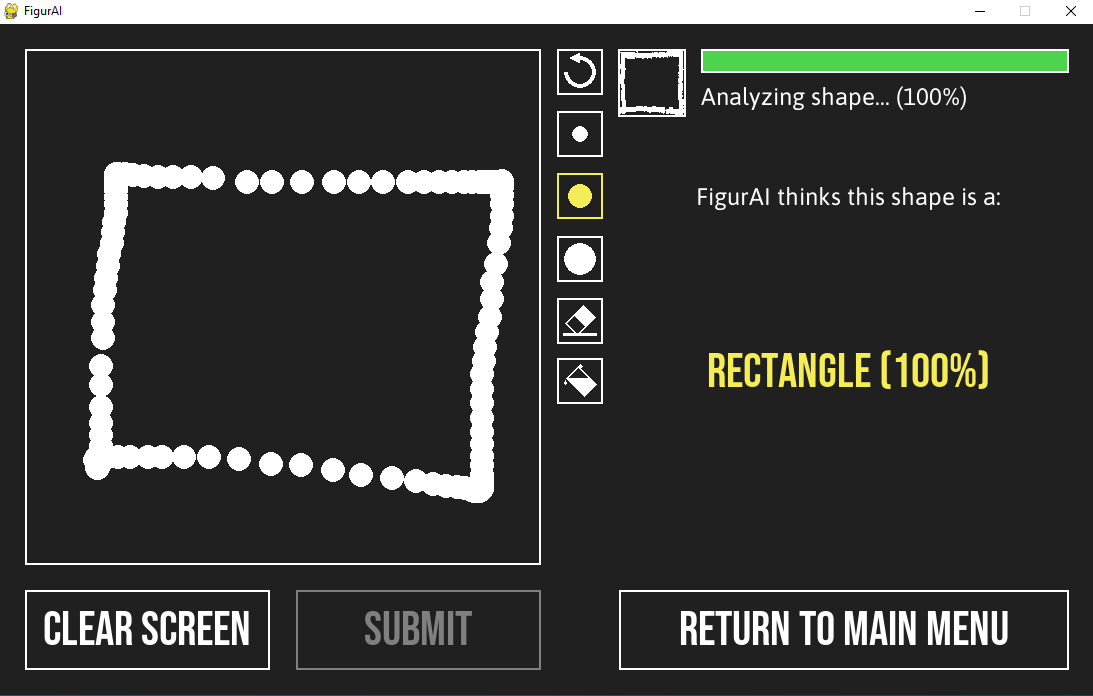 FigurAI
Analyzing shape... (100%)
FigurAI thinks this shape is a:
RECTANGLE (100%)
CLEAR SCREEN
SUBMIT
RETURN TO MAIN MENU